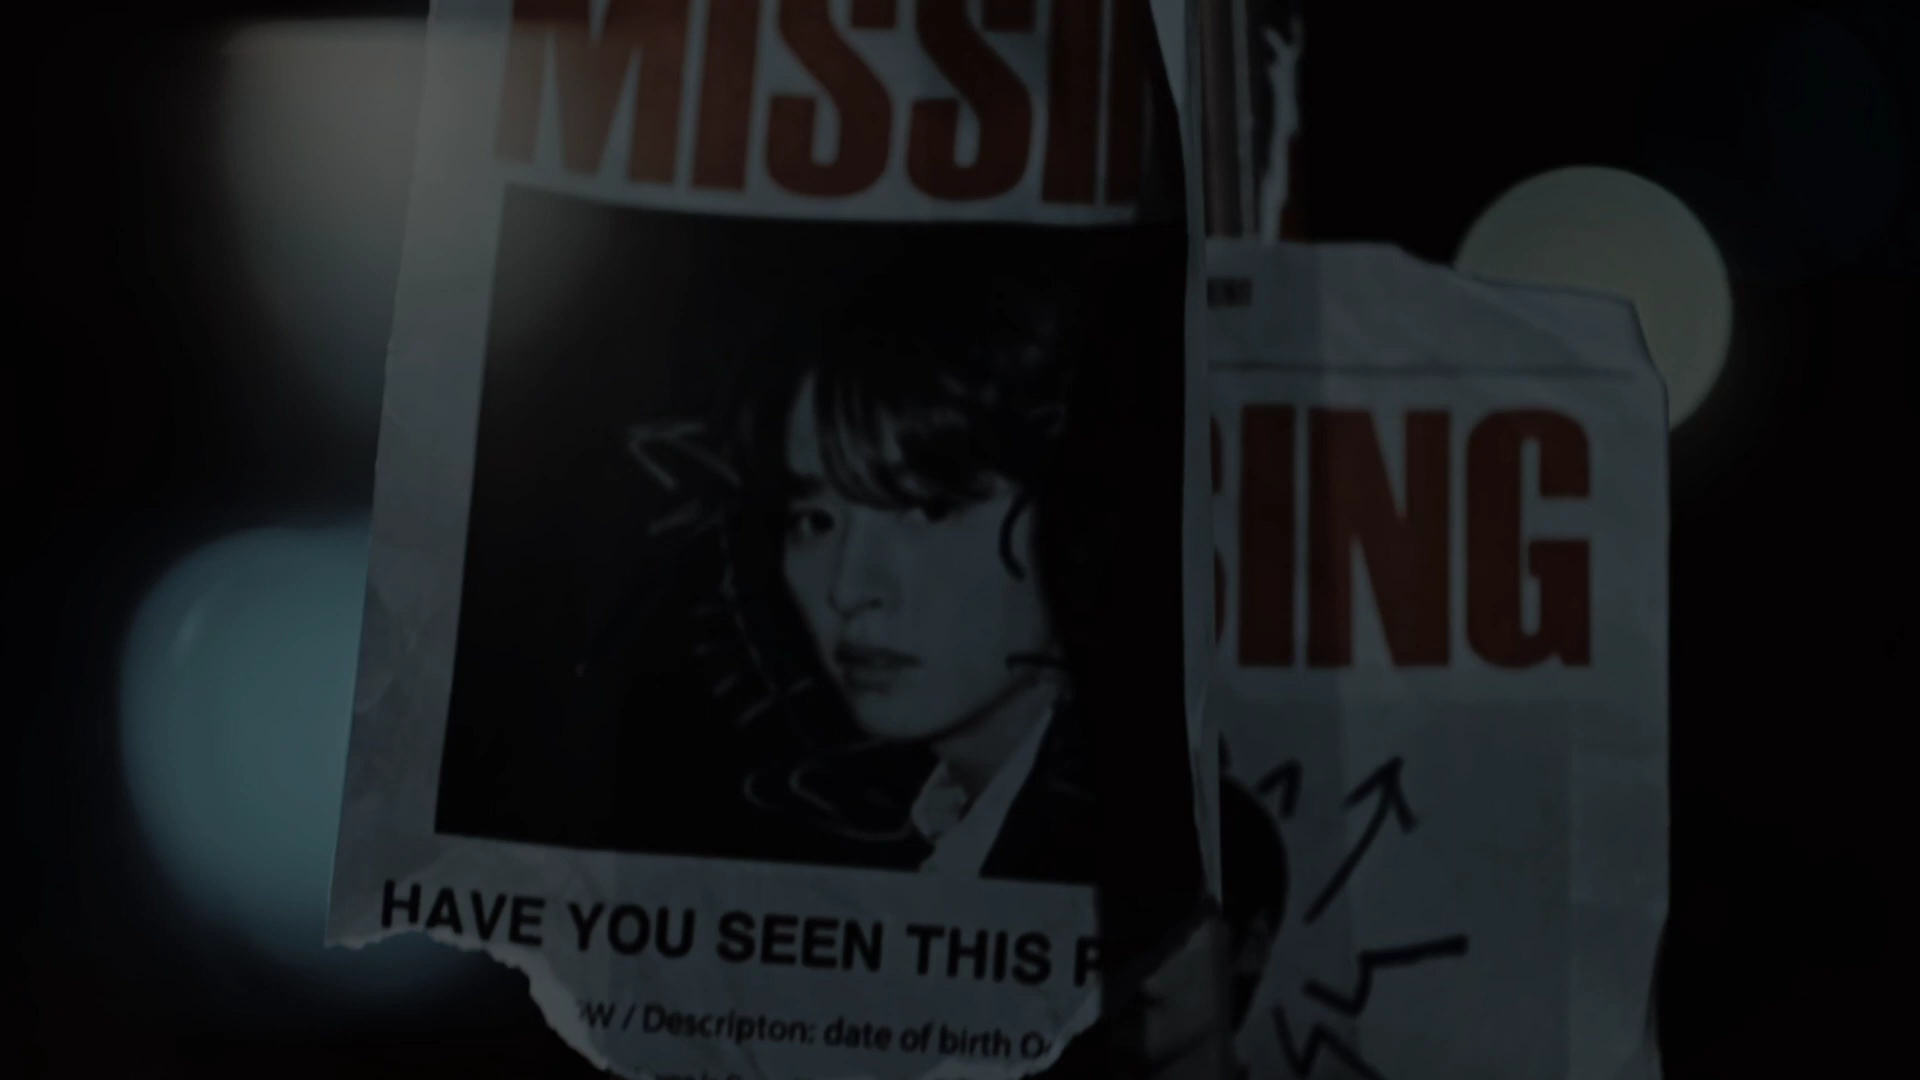 MISSIN
HAVE YOU SEEN THIS P
W / Descripton: date of birth O
SING